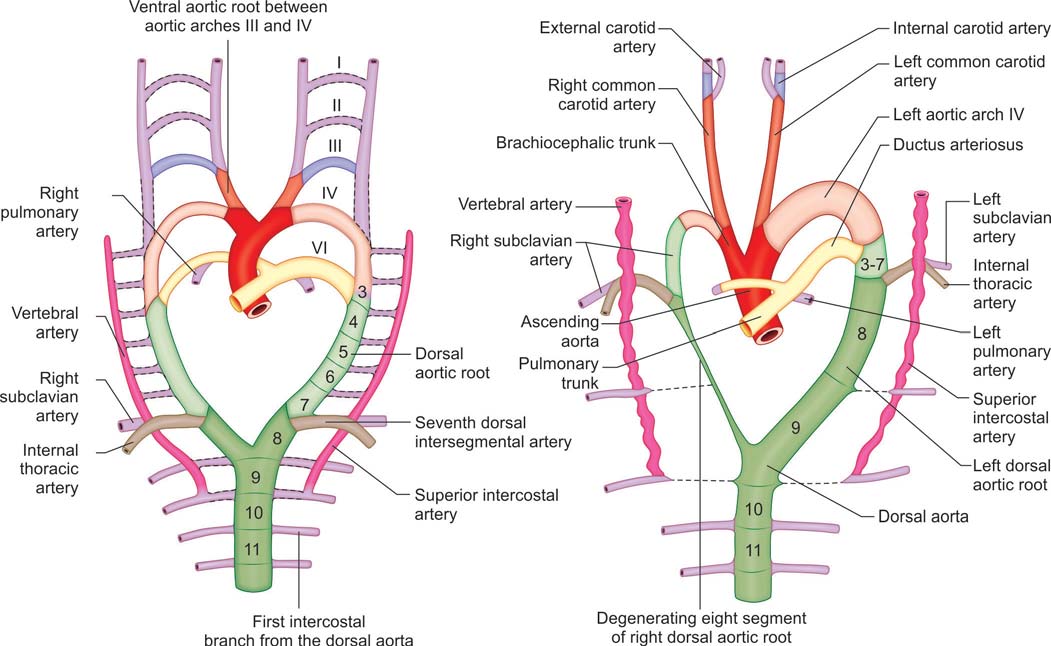 Ventral aortic root between
aortic arches III and IV
I
II
III
IV
VI
Right
pulmonary
artery
Vertebral
artery
Right
subclavian
artery
Internal
thoracic
artery
3
4
5
6
7
8
9
10
11
Dorsal
aortic root
Seventh dorsal
intersegmental artery
Superior intercostal
artery
First intercostal
branch from the dorsal aorta
External carotid
artery
Right common
carotid artery
Brachiocephalic trunk
Vertebral artery
Right subclavian
artery
Ascending
aorta
Pulmonary
trunk
Internal carotid artery
Left common carotid
artery
Left aortic arch IV
Ductus arteriosus
Left
subclavian
artery
Internal
thoracic
artery
Left
pulmonary
artery
Superior
intercostal
artery
Left dorsal
aortic root
Dorsal aorta
3-7
8
9
10
11
Degenerating eight segment
of right dorsal aortic root